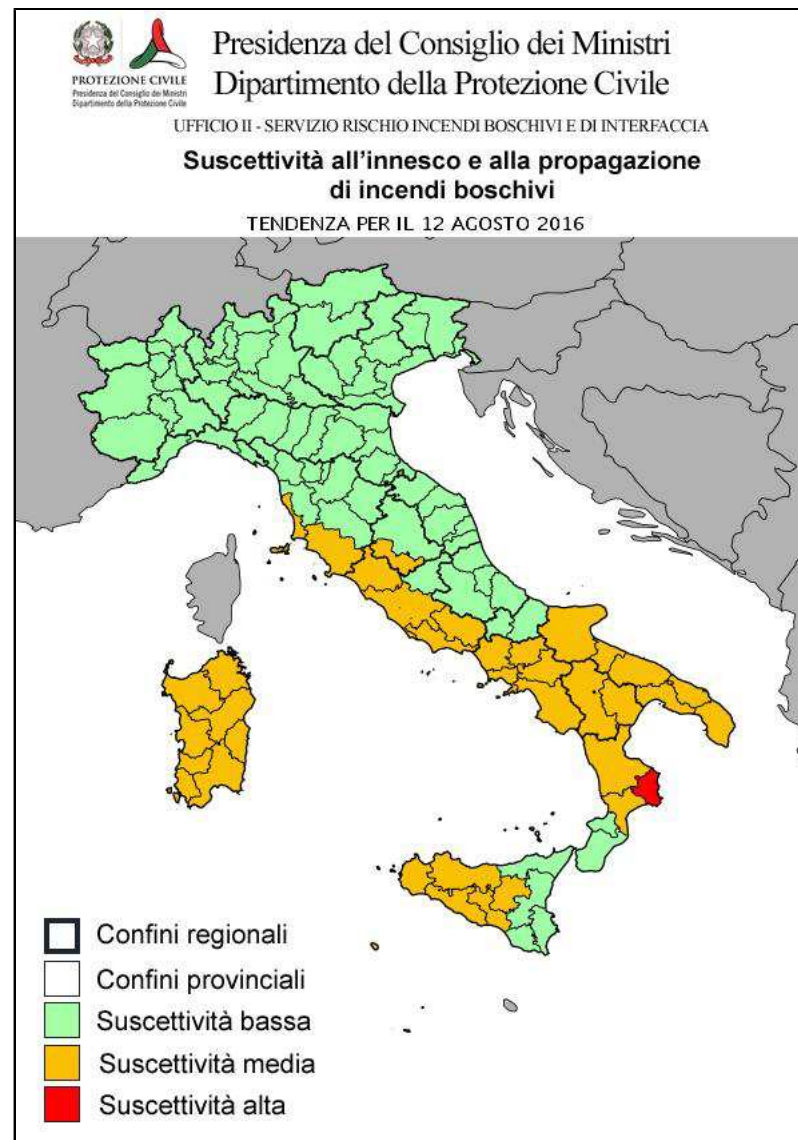 PROTEZIONE CIVILE
Presidenza del Consiglio dei Ministri
Dipartimento della Protezione Civile
Presidenza del Consiglio dei Ministri
Dipartimento della Protezione Civile
UFFICIO II - SERVIZIO RISCHIO INCENDI BOSCHIVI E DI INTERFACCIA
Suscettività all'innesco e alla propagazione
di incendi boschivi
TENDENZA PER IL 12 AGOSTO 2016
Confini regionali
Confini provinciali
Suscettività bassa
Suscettività media
Suscettività alta